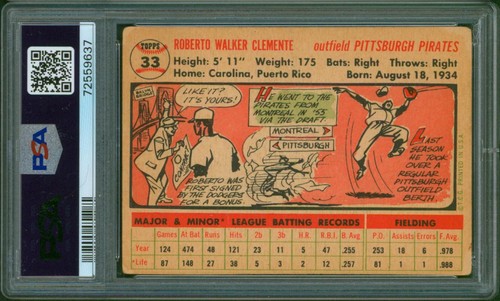 TOPPS
33
ROBERTO WALKER CLEMENTE outfield PITTSBURGH PIRATES
Height: 5' 11" Weight: 175 Bats: Right Throws: Right
Home: Carolina, Puerto Rico Born: August 18, 1934
LIKE IT?
IT'S YOURS!
ROBERTO WAS
FIRST SIGNED
BY THE DODGERS
FOR A BONUS.
HE WENT TO THE
PIRATES FROM
MONTREAL IN '53
VIA THE DRAFT.
MONTREAL
PITTSBURGH
LAST
SEASON HE
TOOK OVER
A REGULAR
PITTSBURGH
OUTFIELD
BERTH.
MAJOR & MINOR* LEAGUE BATTING RECORDS FIELDING
Games At Bat Runs Hits 2b 3b H.R. R.B.I. B. Avg. P.O. Assists Errors F. Avg.
Year 124 474 48 121 23 11 5 47 .255 253 18 6 .978
*Life 87 148 27 38 5 3 2 12 .257 81 1 1 .988
PSA
72559637